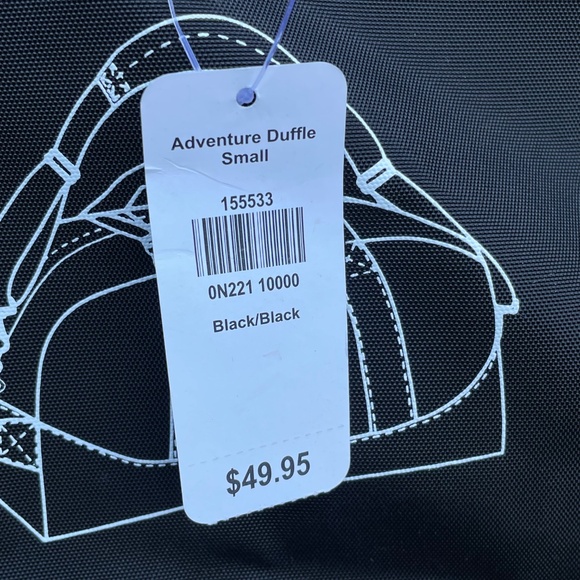 Adventure Duffle
Small
155533
0N221 10000
Black/Black
$49.95